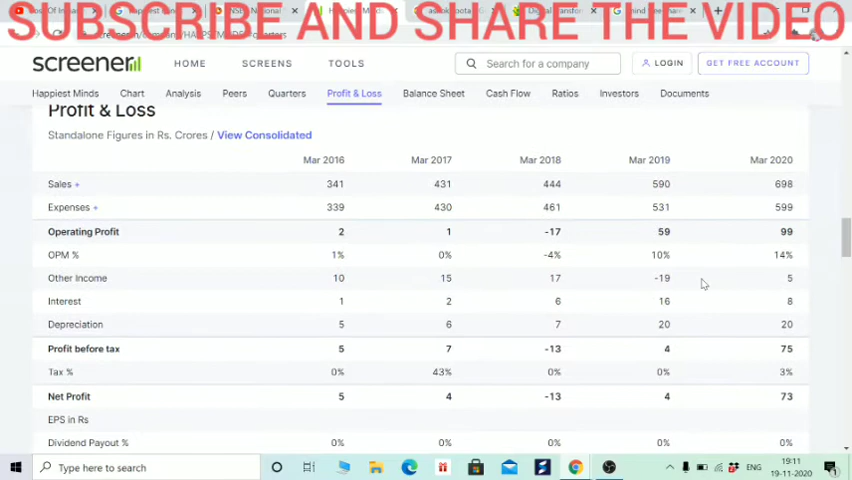 SUBSCRIBE AND SHARE THE VIDEO
screener
HOME
SCREENS
TOOLS
Search for a company
LOGIN
GET FREE ACCOUNT
Happiest Minds Chart Analysis Peers Quarters Profit & Loss Balance Sheet Cash Flow Ratios Investors Documents
Profit & Loss
Standalone Figures in Rs. Crores / View Consolidated
Mar 2016 Mar 2017 Mar 2018 Mar 2019 Mar 2020
Sales + 341 431 444 590 698
Expenses + 339 430 461 531 599
Operating Profit 2 1 -17 59 99
OPM % 1% 0% -4% 10% 14%
Other Income 10 15 17 -19 5
Interest 1 2 6 16 8
Depreciation 5 6 7 20 20
Profit before tax 5 7 -13 4 75
Tax % 0% 43% 0% 0% 3%
Net Profit 5 4 -13 4 73
EPS in Rs
Dividend Payout % 0% 0% 0% 0% 0%
Type here to search
ENG
19:11
19-11-2020